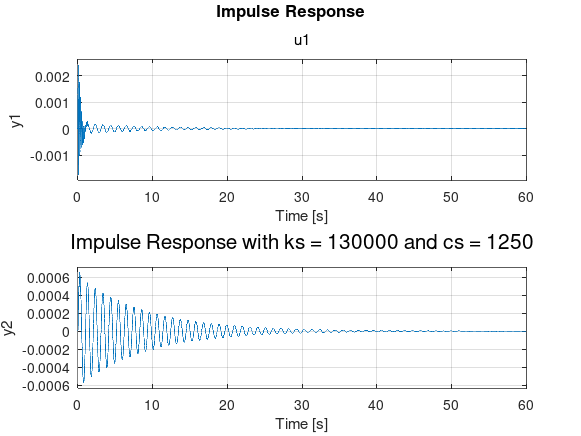 Impulse Response
u1
y1
0.002
0.001
0
-0.001
0 10 20 30 40 50 60
Time [s]
Impulse Response with ks = 130000 and cs = 1250
y2
0.0006
0.0004
0.0002
0
-0.0002
-0.0004
-0.0006
0 10 20 30 40 50 60
Time [s]